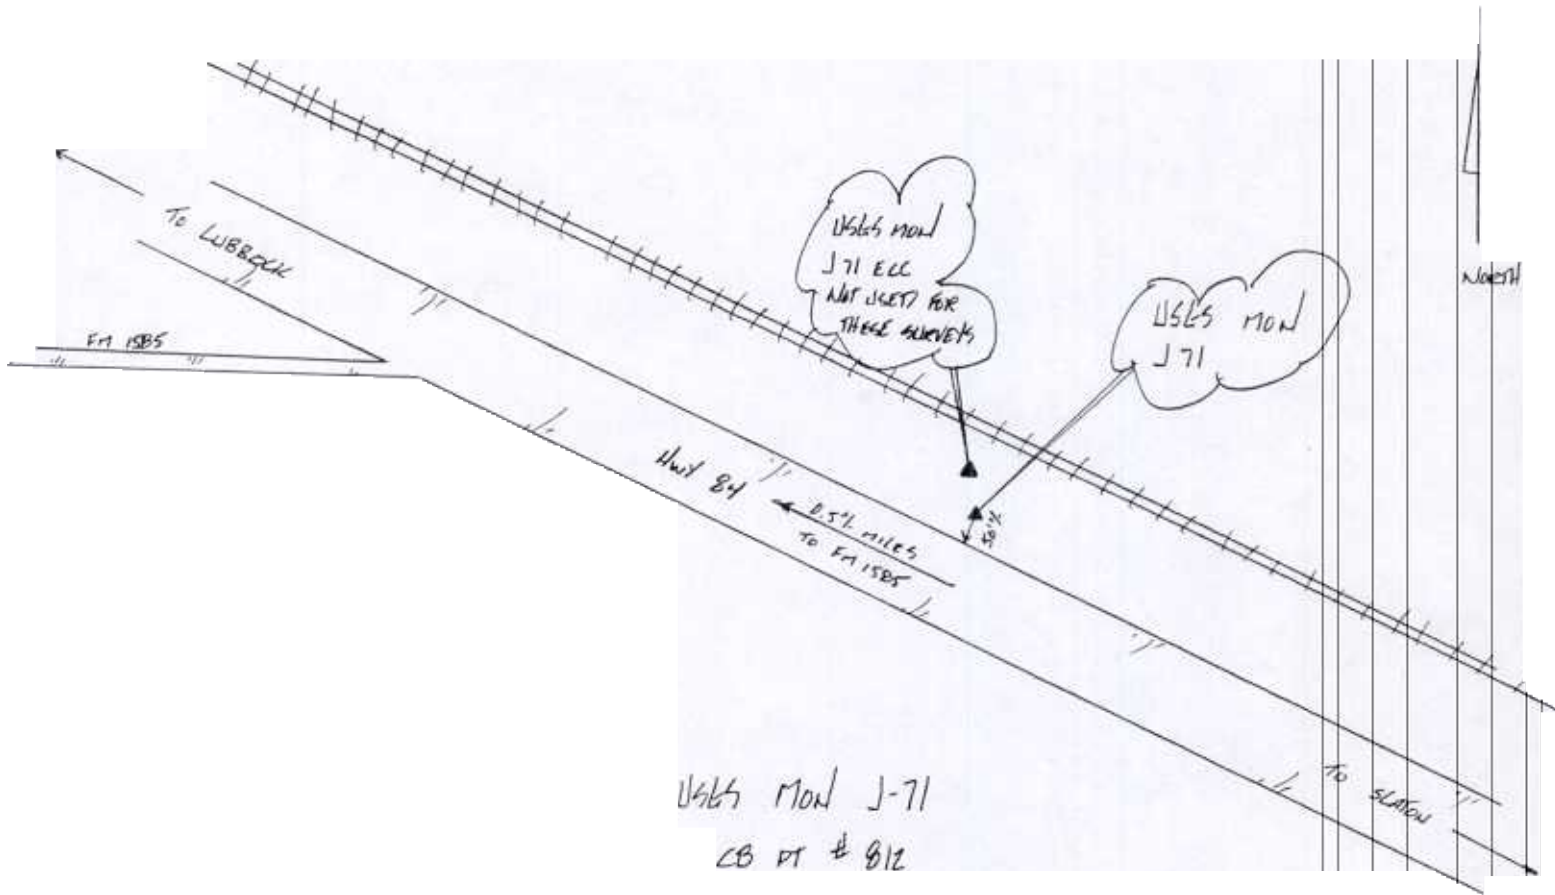 TO LUBBOCK
FM 1585
USGS MON
J 71 ECC
NOT USED FOR
THESE SURVEYS
USGS MON
J 71
NORTH
HWY 84
0.5± MILES
TO FM 1585
50'±
TO SLATON
USGS MON J-71
CB PT # 812